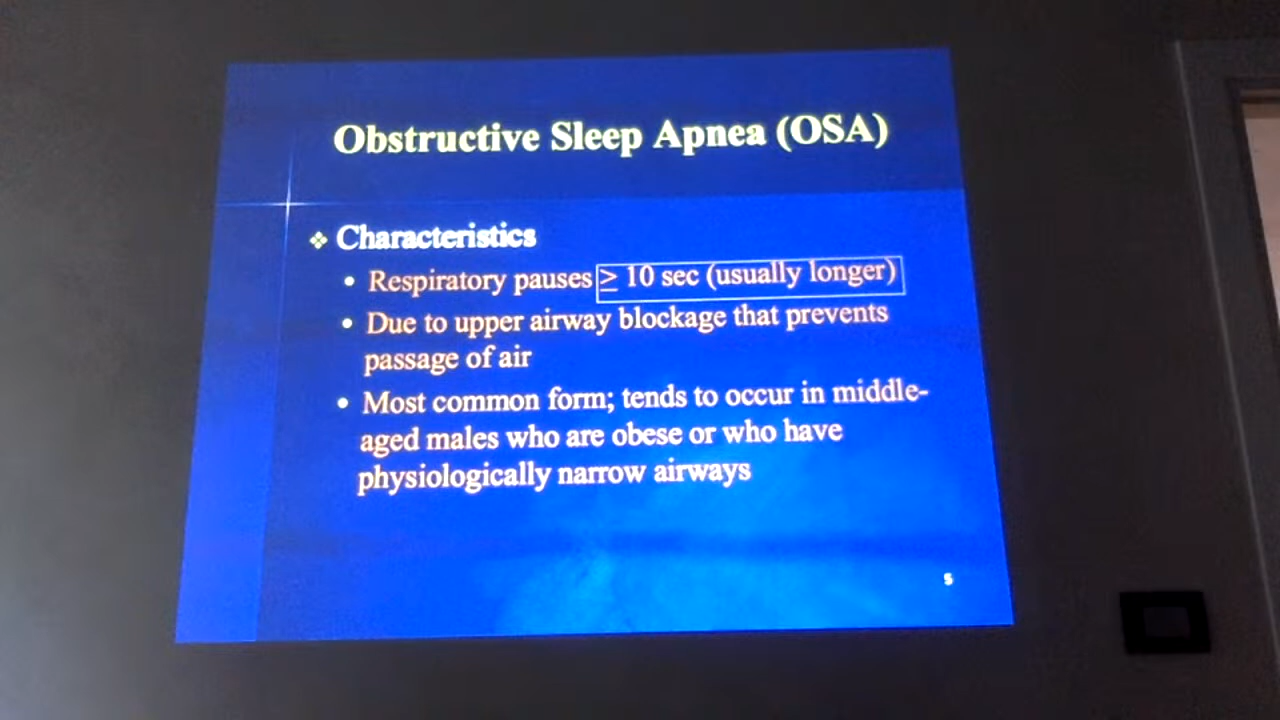 Obstructive Sleep Apnea (OSA)
❖ Characteristics
• Respiratory pauses ≥ 10 sec (usually longer)
• Due to upper airway blockage that prevents
passage of air
• Most common form; tends to occur in middle-
aged males who are obese or who have
physiologically narrow airways
5